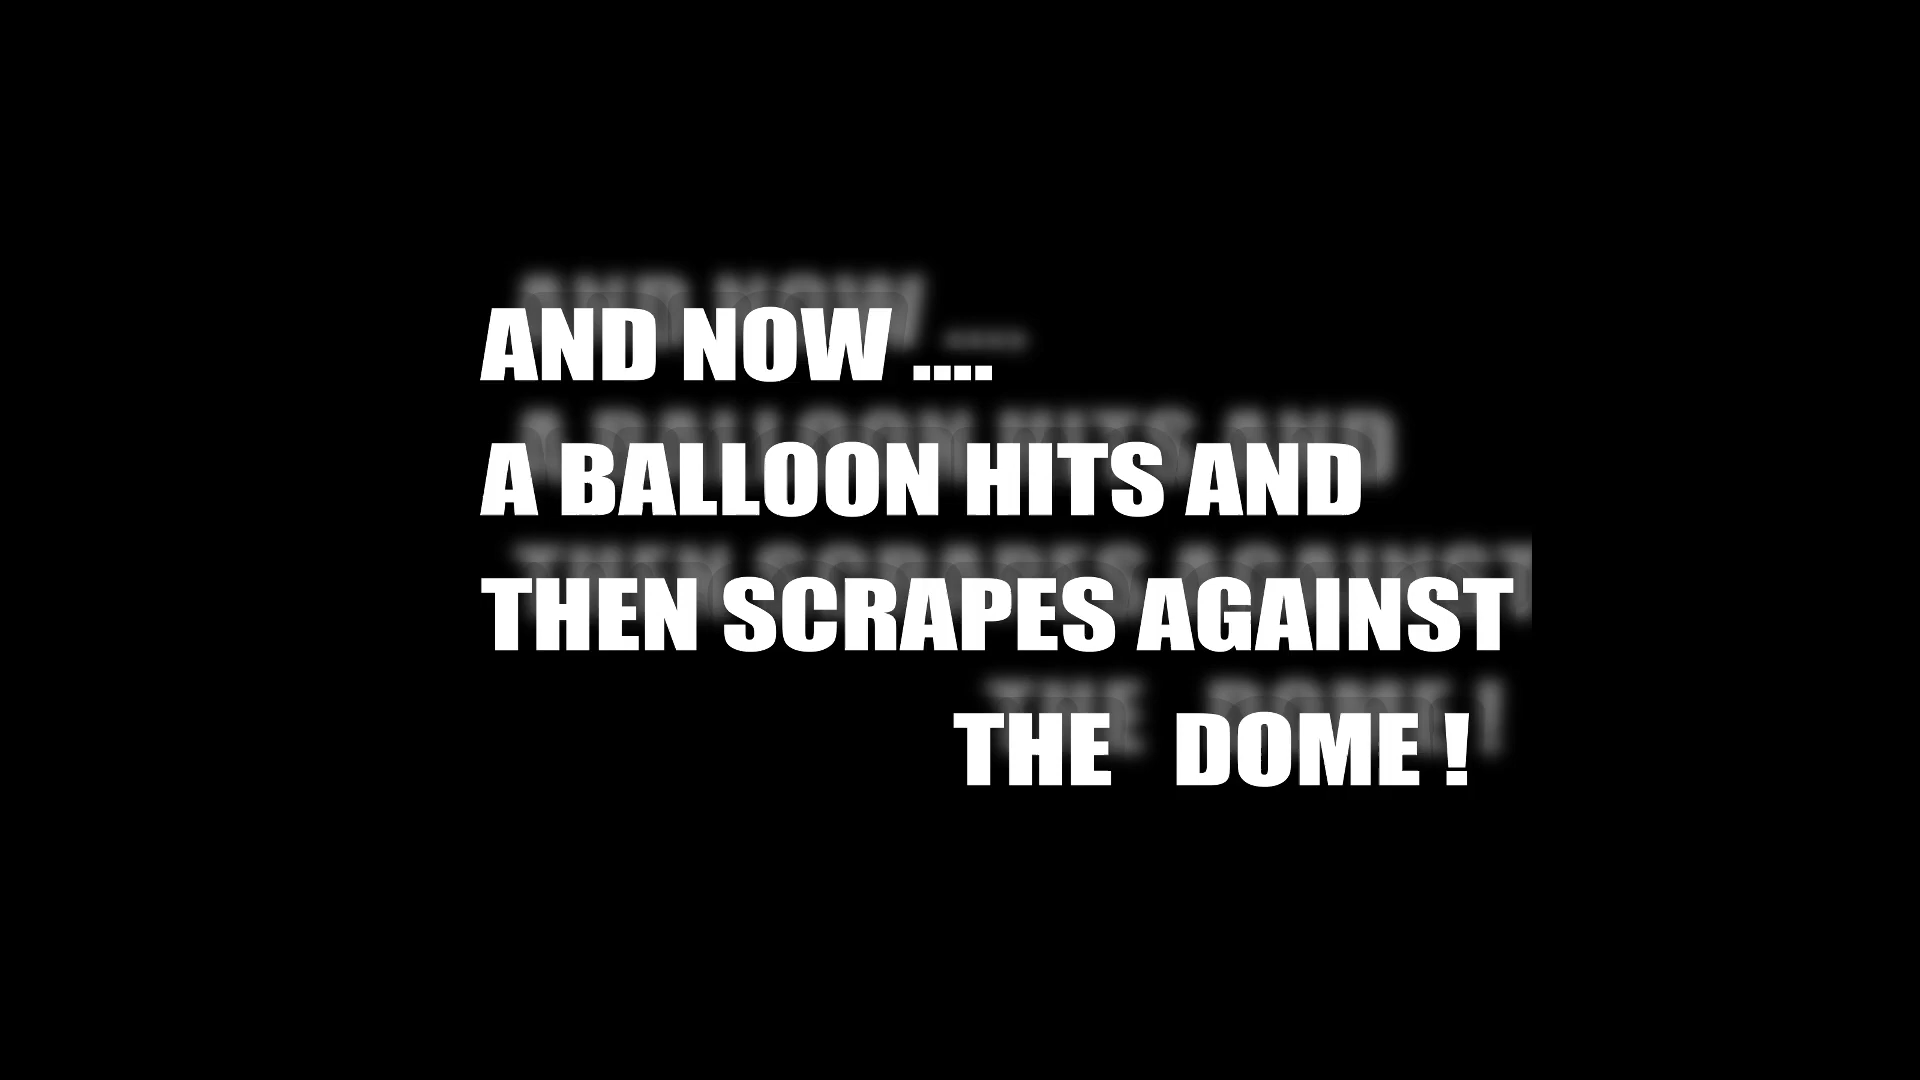 AND NOW ....
A BALLOON HITS AND
THEN SCRAPES AGAINST
THE DOME !